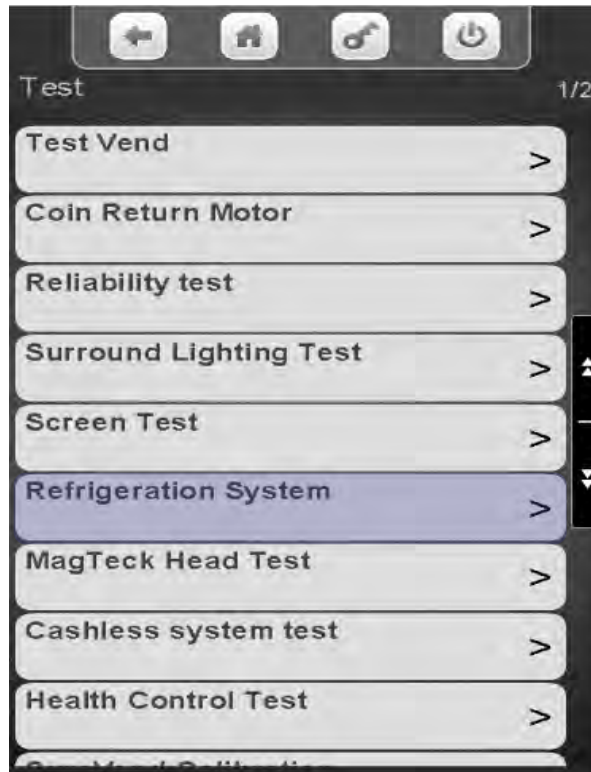 Test
1/2
Test Vend
>
Coin Return Motor
>
Reliability test
>
Surround Lighting Test
>
Screen Test
>
Refrigeration System
>
MagTeck Head Test
>
Cashless system test
>
Health Control Test
>